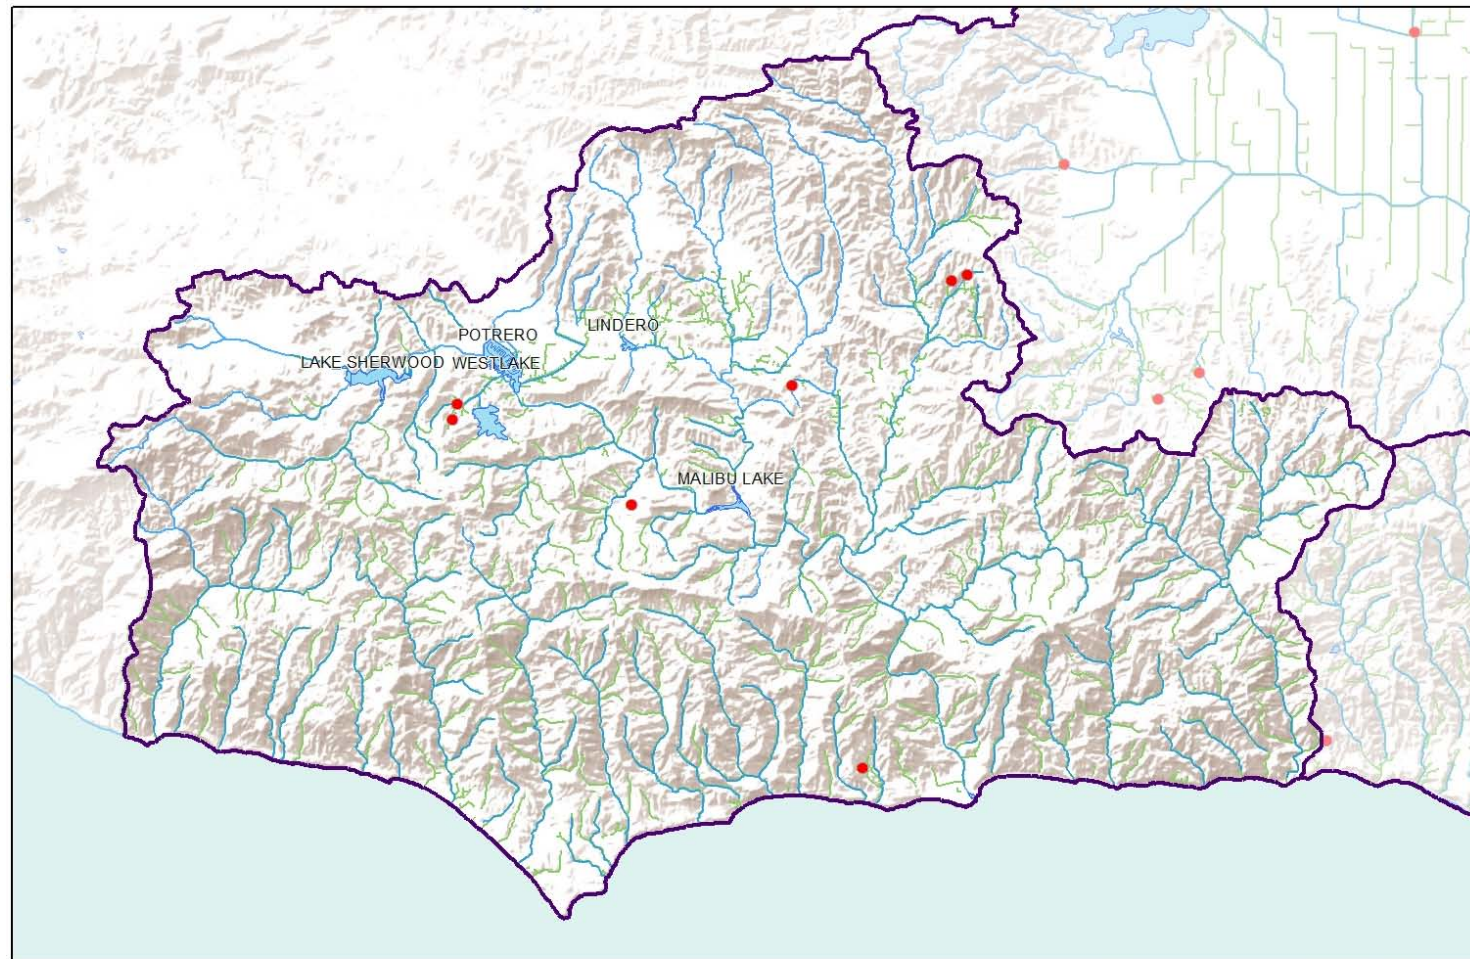 POTRERO
LINDERO
LAKE SHERWOOD
WESTLAKE
MALIBU LAKE